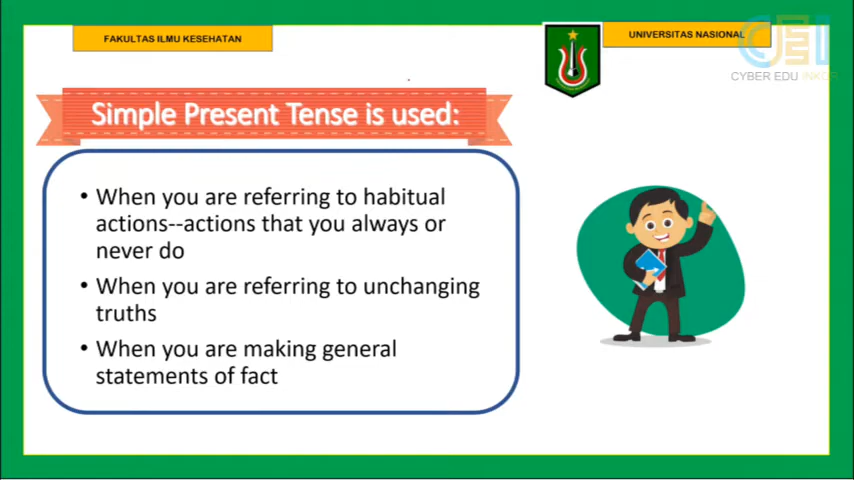 FAKULTAS ILMU KESEHATAN
UNIVERSITAS NASIONAL
CYBER EDU INKOR
Simple Present Tense is used:
• When you are referring to habitual
actions--actions that you always or
never do
• When you are referring to unchanging
truths
• When you are making general
statements of fact